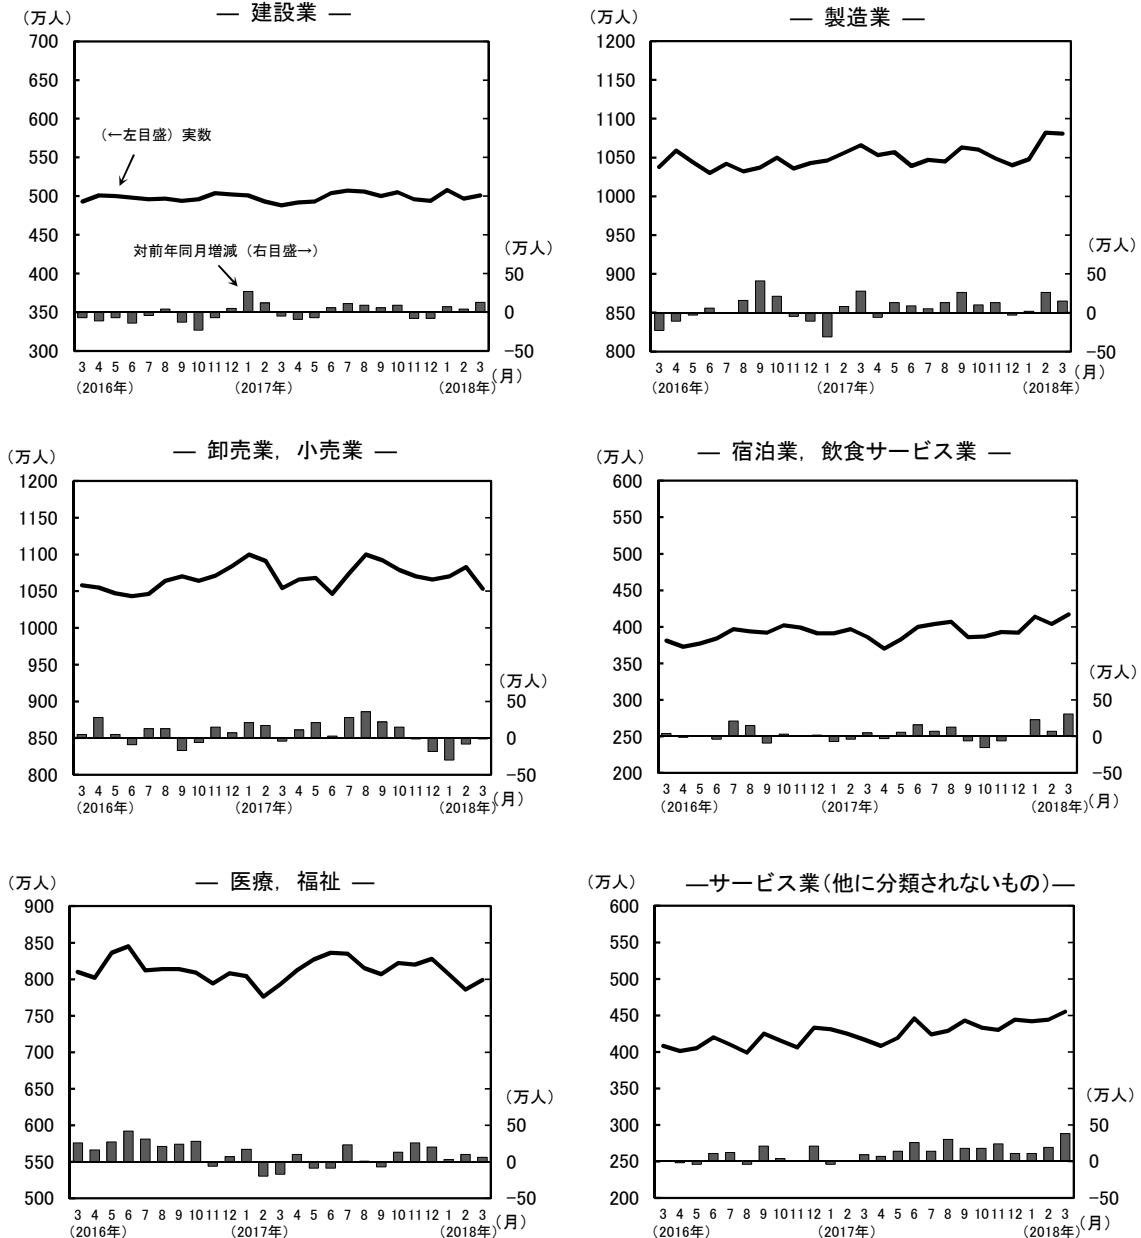 ― 建設業 ―
（万人）
700
650
600
550
500
450
400
350
300
（←左目盛）実数
対前年同月増減（右目盛→）
（万人）
50
0
−50
3 4 5 6 7 8 9 10 11 12 1 2 3 4 5 6 7 8 9 10 11 12 1 2 3
（月）
（2016年） （2017年） （2018年）
― 製造業 ―
（万人）
1200
1150
1100
1050
1000
950
900
850
800
（万人）
50
0
−50
3 4 5 6 7 8 9 10 11 12 1 2 3 4 5 6 7 8 9 10 11 12 1 2 3
（月）
（2016年） （2017年） （2018年）
― 卸売業，小売業 ―
（万人）
1200
1150
1100
1050
1000
950
900
850
800
（万人）
50
0
−50
3 4 5 6 7 8 9 10 11 12 1 2 3 4 5 6 7 8 9 10 11 12 1 2 3
（月）
（2016年） （2017年） （2018年）
― 宿泊業，飲食サービス業 ―
（万人）
600
550
500
450
400
350
300
250
200
（万人）
50
0
−50
3 4 5 6 7 8 9 10 11 12 1 2 3 4 5 6 7 8 9 10 11 12 1 2 3
（月）
（2016年） （2017年） （2018年）
― 医療，福祉 ―
（万人）
900
850
800
750
700
650
600
550
500
（万人）
50
0
−50
3 4 5 6 7 8 9 10 11 12 1 2 3 4 5 6 7 8 9 10 11 12 1 2 3
（月）
（2016年） （2017年） （2018年）
―サービス業（他に分類されないもの）―
（万人）
600
550
500
450
400
350
300
250
200
（万人）
50
0
−50
3 4 5 6 7 8 9 10 11 12 1 2 3 4 5 6 7 8 9 10 11 12 1 2 3
（月）
（2016年） （2017年） （2018年）